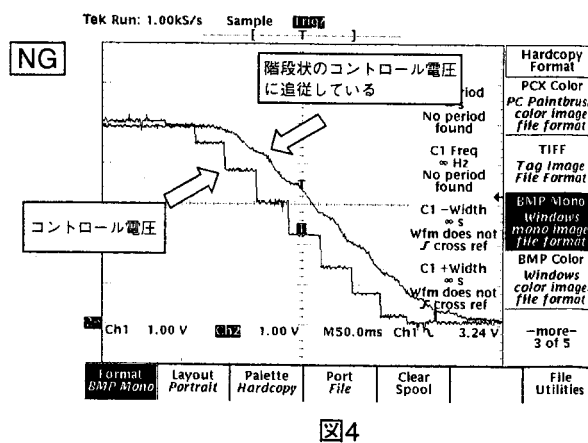 Tek Run: 1.00kS/s Sample Trig?
[ T ]
NG
階段状のコントロール電圧
に追従している
コントロール電圧
riod
s
No period
found
C1 Freq
∞ Hz
No period
found
C1 −Width
∞ s
Wfm does not
cross ref
C1 +Width
∞ s
Wfm does not
cross ref
Ch1 1.00 V Ch2 1.00 V M50.0ms Ch1 3.24 V
Hardcopy
Format
PCX Color
PC Paintbrush
color image
file format
TIFF
Tag Image
File Format
BMP Mono
Windows
mono image
file format
BMP Color
Windows
color image
file format
−more−
3 of 5
Format
BMP Mono
Layout
Portrait
Palette
Hardcopy
Port
File
Clear
Spool
File
Utilities
図4